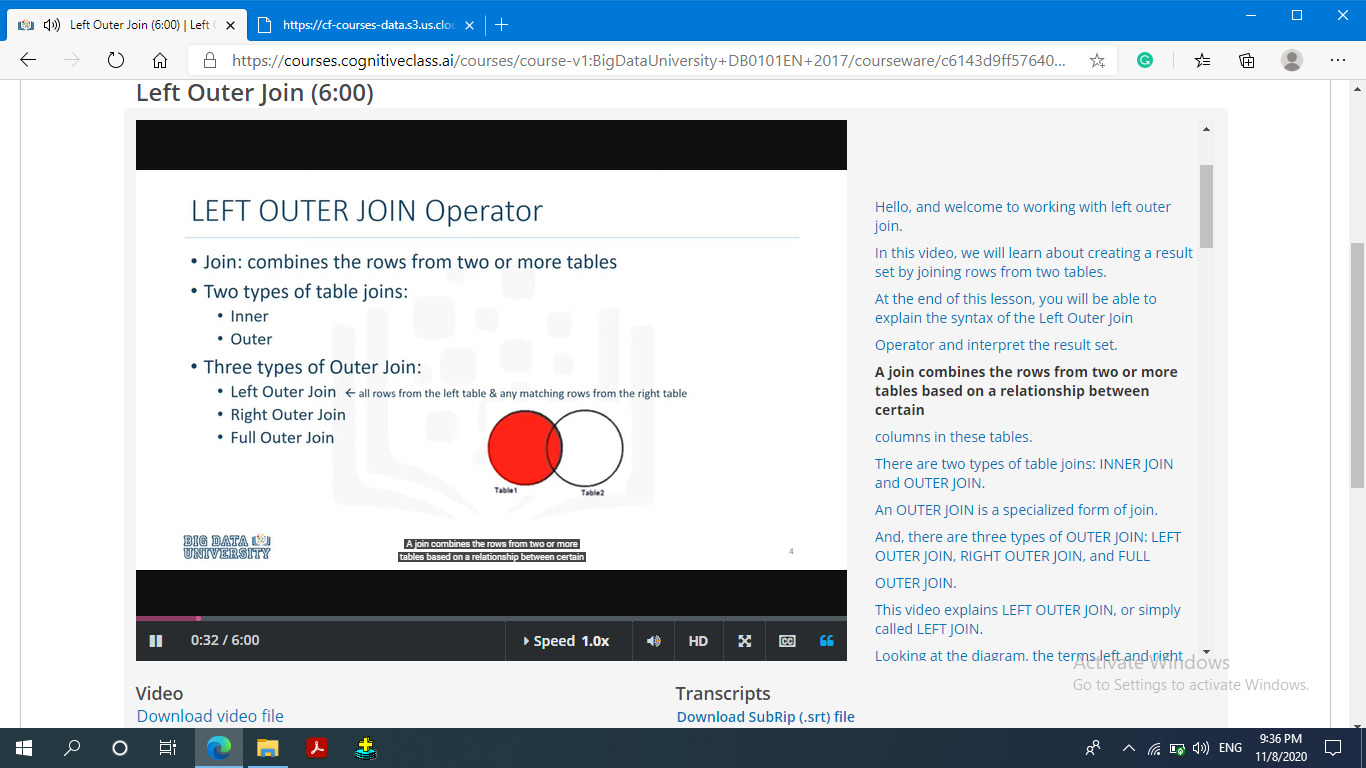 Left Outer Join (6:00) | Left
https://cf-courses-data.s3.us.clou
https://courses.cognitiveclass.ai/courses/course-v1:BigDataUniversity+DB0101EN+2017/courseware/c6143d9ff57640...
Left Outer Join (6:00)
LEFT OUTER JOIN Operator
• Join: combines the rows from two or more tables
• Two types of table joins:
• Inner
• Outer
• Three types of Outer Join:
• Left Outer Join ← all rows from the left table & any matching rows from the right table
• Right Outer Join
• Full Outer Join
Table1
Table2
BIG DATA
UNIVERSITY
A join combines the rows from two or more
tables based on a relationship between certain
4
0:32 / 6:00
Speed 1.0x
HD
CC
Hello, and welcome to working with left outer
join.
In this video, we will learn about creating a result
set by joining rows from two tables.
At the end of this lesson, you will be able to
explain the syntax of the Left Outer Join
Operator and interpret the result set.
A join combines the rows from two or more
tables based on a relationship between
certain
columns in these tables.
There are two types of table joins: INNER JOIN
and OUTER JOIN.
An OUTER JOIN is a specialized form of join.
And, there are three types of OUTER JOIN: LEFT
OUTER JOIN, RIGHT OUTER JOIN, and FULL
OUTER JOIN.
This video explains LEFT OUTER JOIN, or simply
called LEFT JOIN.
Looking at the diagram, the terms left and right
Activate Windows
Go to Settings to activate Windows.
Video
Download video file
Transcripts
Download SubRip (.srt) file
ENG
9:36 PM
11/8/2020